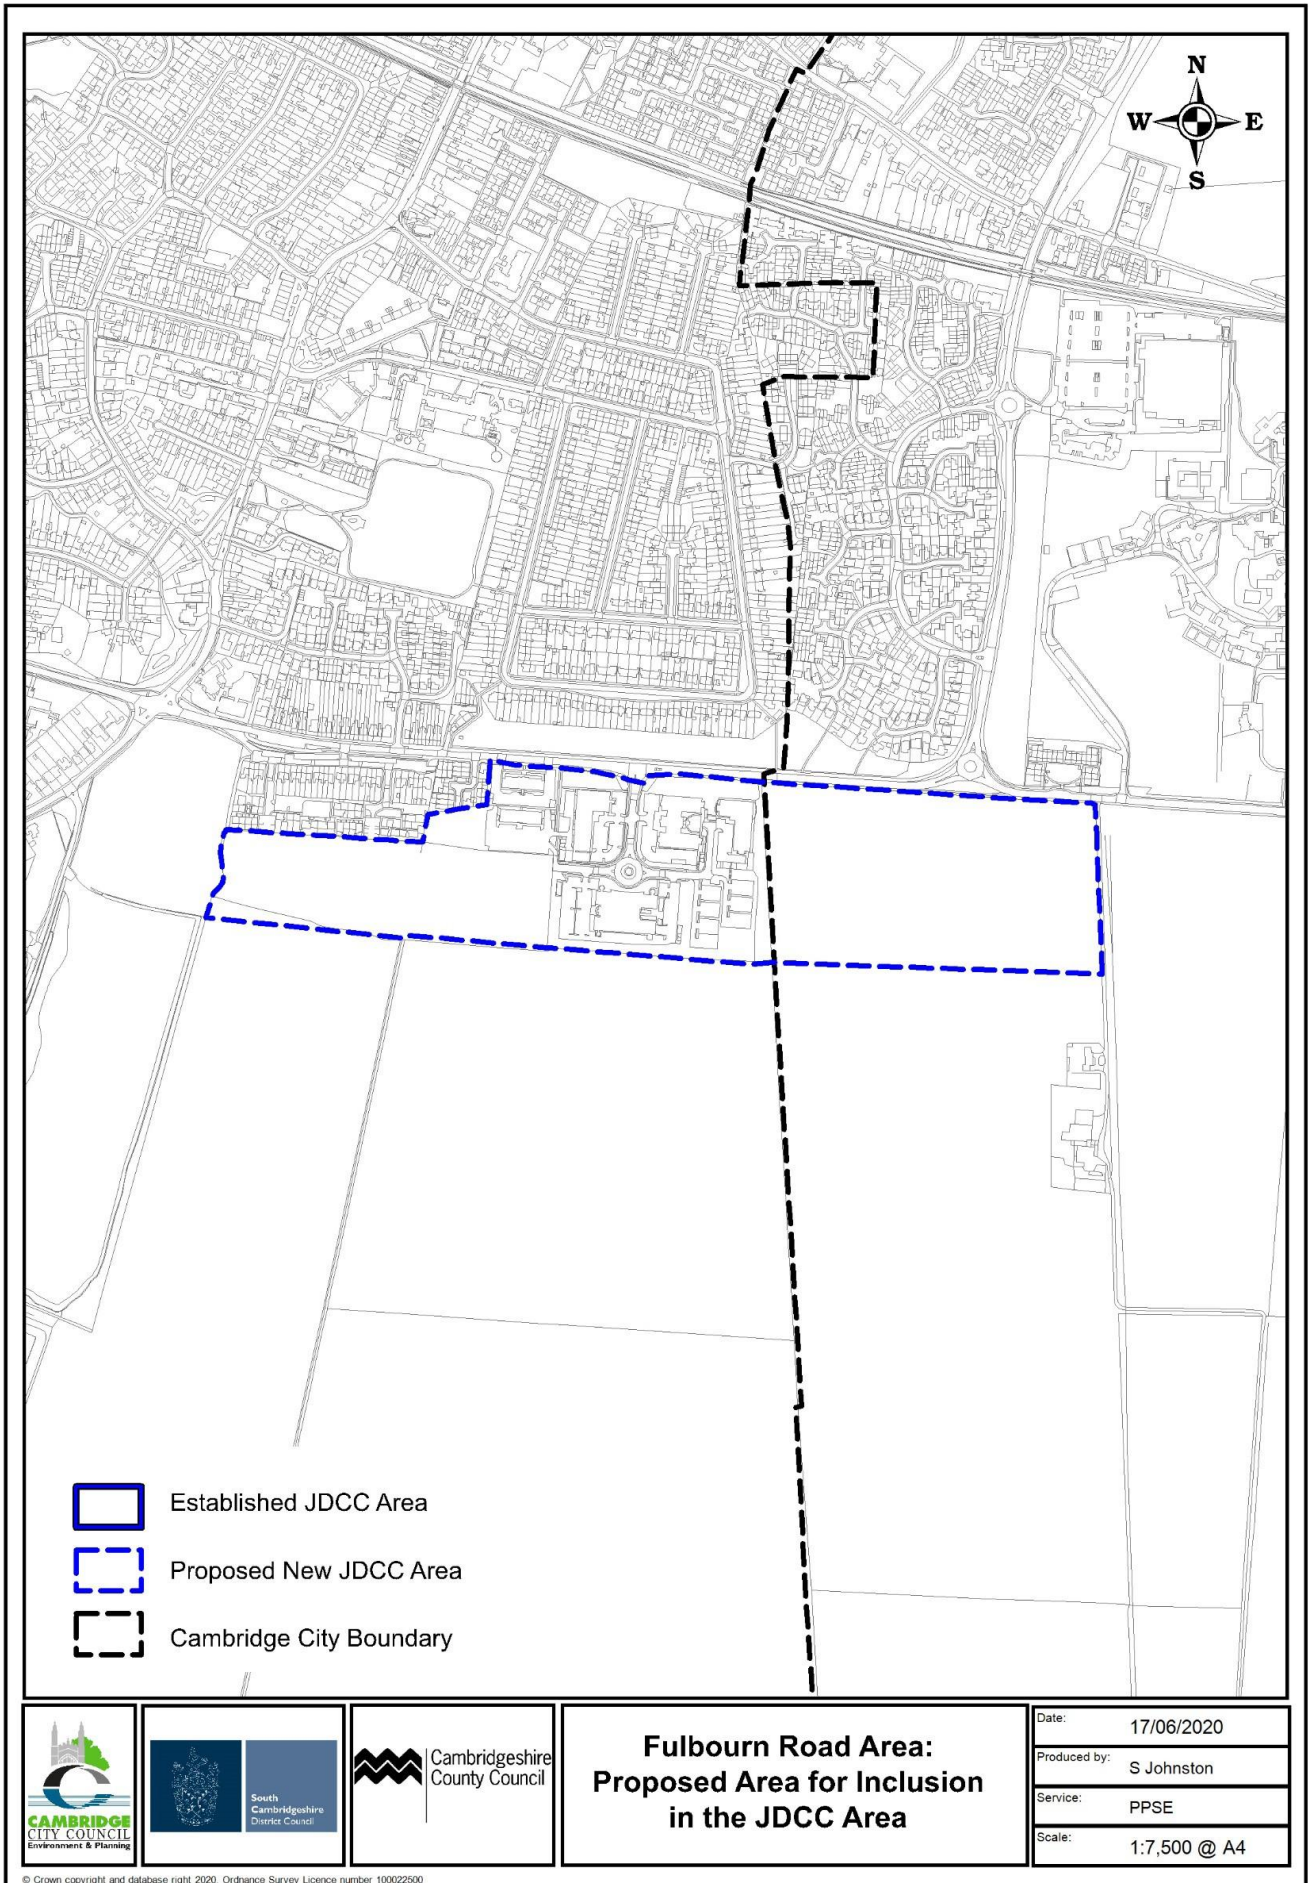 N
W E
S
Established JDCC Area
Proposed New JDCC Area
Cambridge City Boundary
CAMBRIDGE
CITY COUNCIL
Environment & Planning
South
Cambridgeshire
District Council
Cambridgeshire
County Council
Fulbourn Road Area:
Proposed Area for Inclusion
in the JDCC Area
Date: 17/06/2020
Produced by: S Johnston
Service: PPSE
Scale: 1:7,500 @ A4
© Crown copyright and database right 2020. Ordnance Survey Licence number 100022500